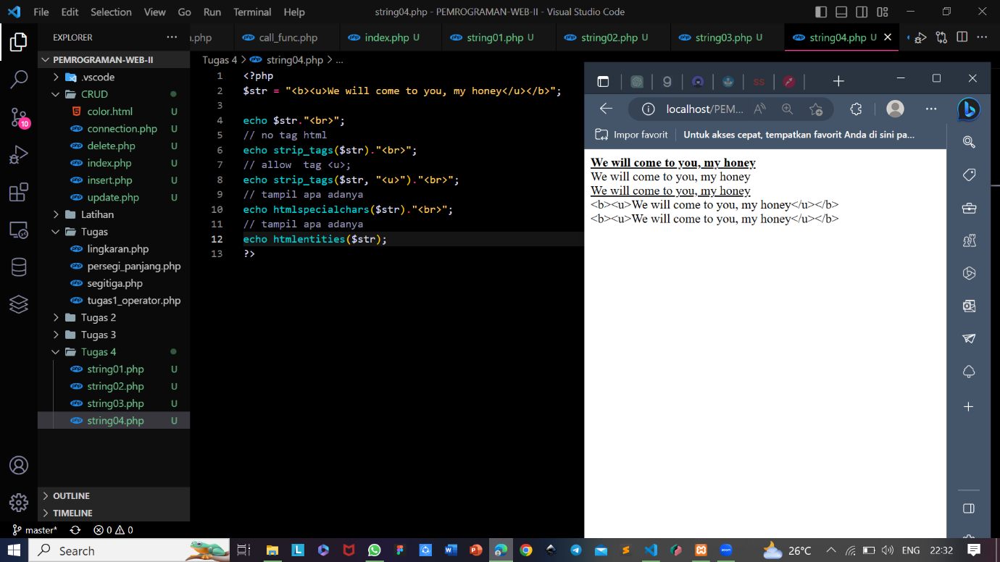 File Edit Selection View Go Run Terminal Help
string04.php - PEMROGRAMAN-WEB-II - Visual Studio Code
EXPLORER
.php call_func.php index.php U string01.php U string02.php U string03.php U string04.php U
PEMROGRAMAN-WEB-II
.vscode
CRUD
color.html U
connection.php U
delete.php U
index.php U
insert.php U
update.php U
Latihan
Tugas
lingkaran.php
persegi_panjang.php
segitiga.php
tugas1_operator.php
Tugas 2
Tugas 3
Tugas 4
string01.php U
string02.php U
string03.php U
string04.php U
OUTLINE
TIMELINE
10
Tugas 4 > string04.php > ...
1 <?php
2 $str = "<b><u>We will come to you, my honey</u></b>";
3
4 echo $str."<br>";
5 // no tag html
6 echo strip_tags($str)."<br>";
7 // allow  tag <u>;
8 echo strip_tags($str, "<u>")."<br>";
9 // tampil apa adanya
10 echo htmlspecialchars($str)."<br>";
11 // tampil apa adanya
12 echo htmlentities($str);
13 ?>
localhost/PEM...
Impor favorit
Untuk akses cepat, tempatkan favorit Anda di sini pa...
We will come to you, my honey
We will come to you, my honey
We will come to you, my honey
<b><u>We will come to you, my honey</u></b>
<b><u>We will come to you, my honey</u></b>
master* 0 0
Search
26°C
ENG
22:32